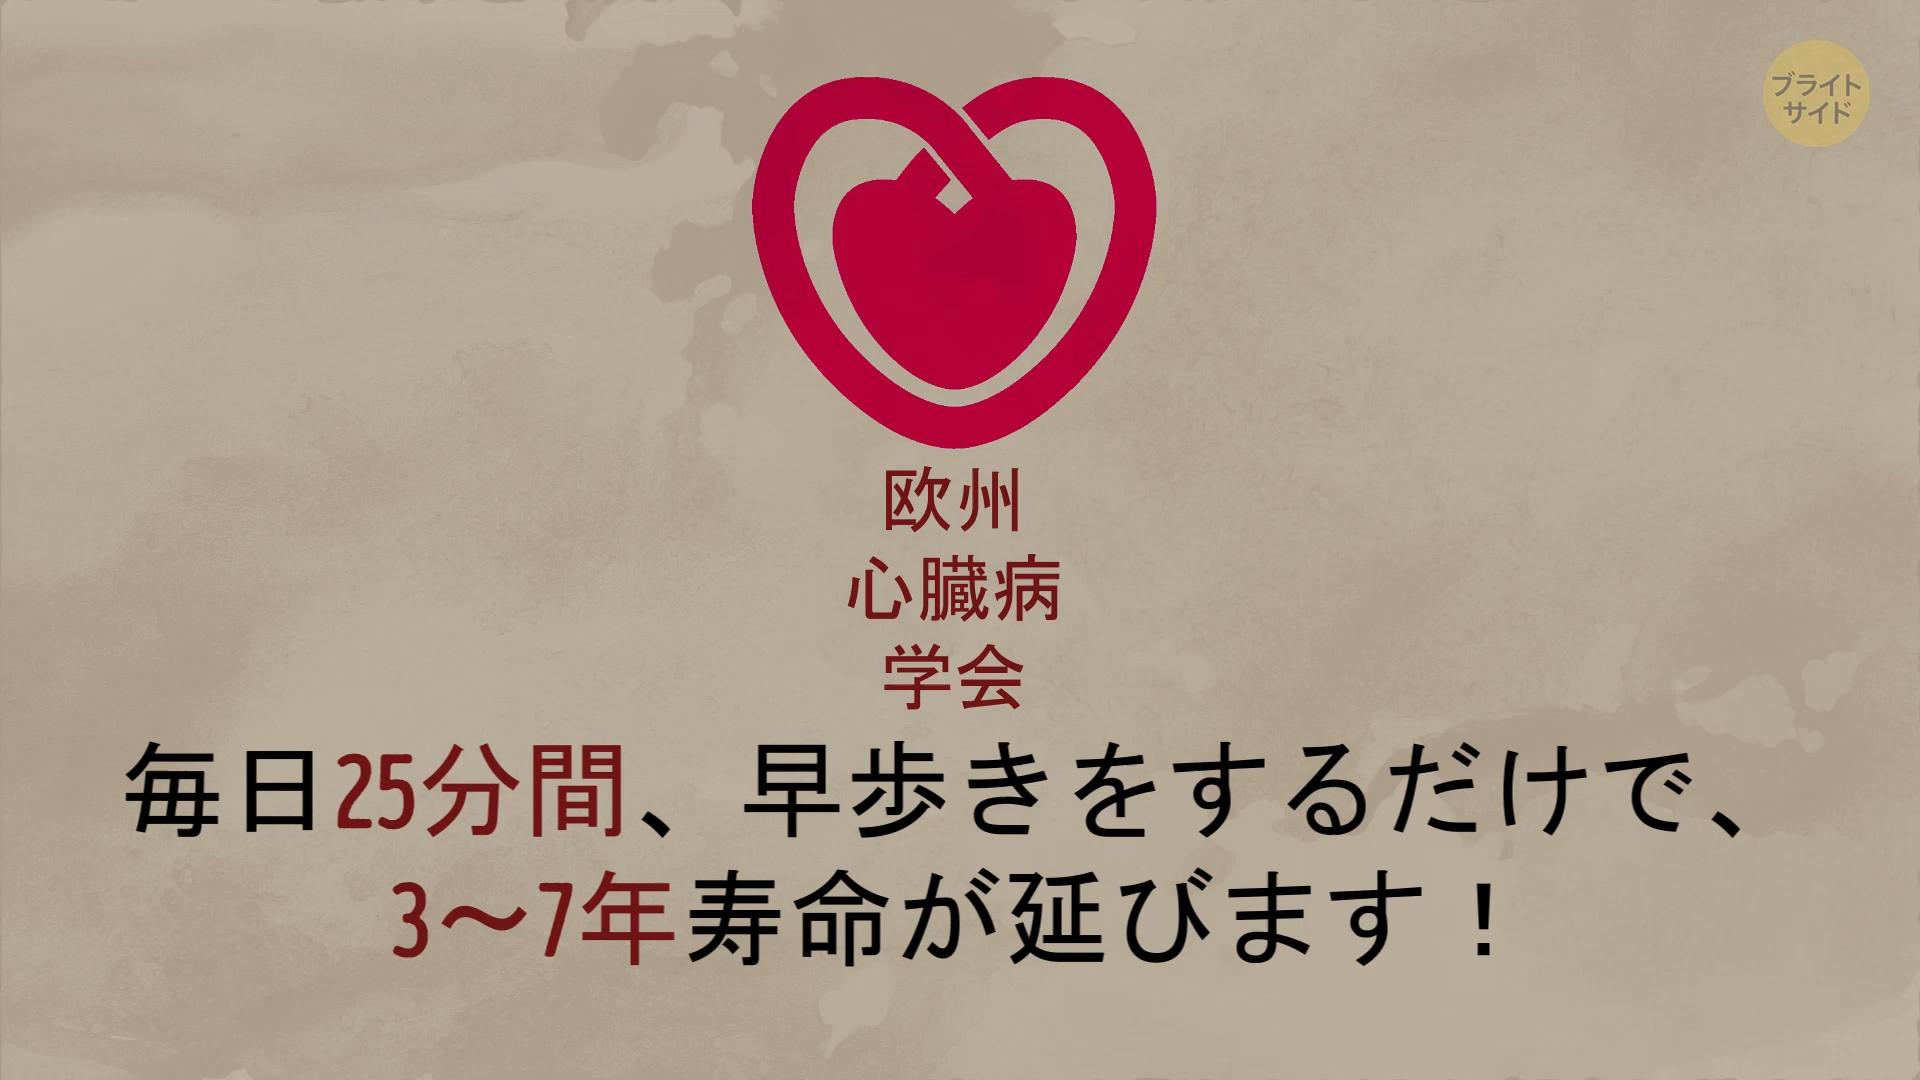 ブライト
サイド
欧州
心臓病
学会
毎日25分間、早歩きをするだけで、
3〜7年寿命が延びます！